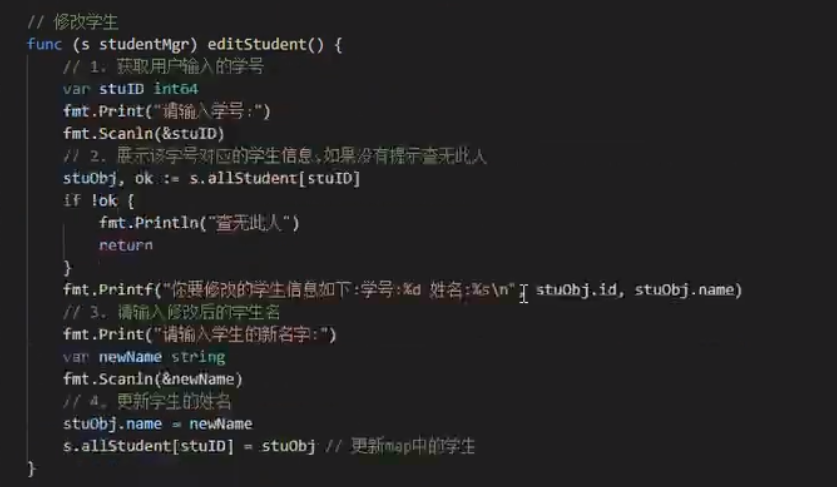 // 修改学生
func (s studentMgr) editStudent() {
// 1. 获取用户输入的学号
var stuID int64
fmt.Print("请输入学号:")
fmt.Scanln(&stuID)
// 2. 展示该学号对应的学生信息,如果没有提示查无此人
stuObj, ok := s.allStudent[stuID]
if !ok {
fmt.Println("查无此人")
return
}
fmt.Printf("你要修改的学生信息如下:学号:%d 姓名:%s\n", stuObj.id, stuObj.name)
// 3. 请输入修改后的学生名
fmt.Print("请输入学生的新名字:")
var newName string
fmt.Scanln(&newName)
// 4. 更新学生的姓名
stuObj.name = newName
s.allStudent[stuID] = stuObj // 更新map中的学生
}